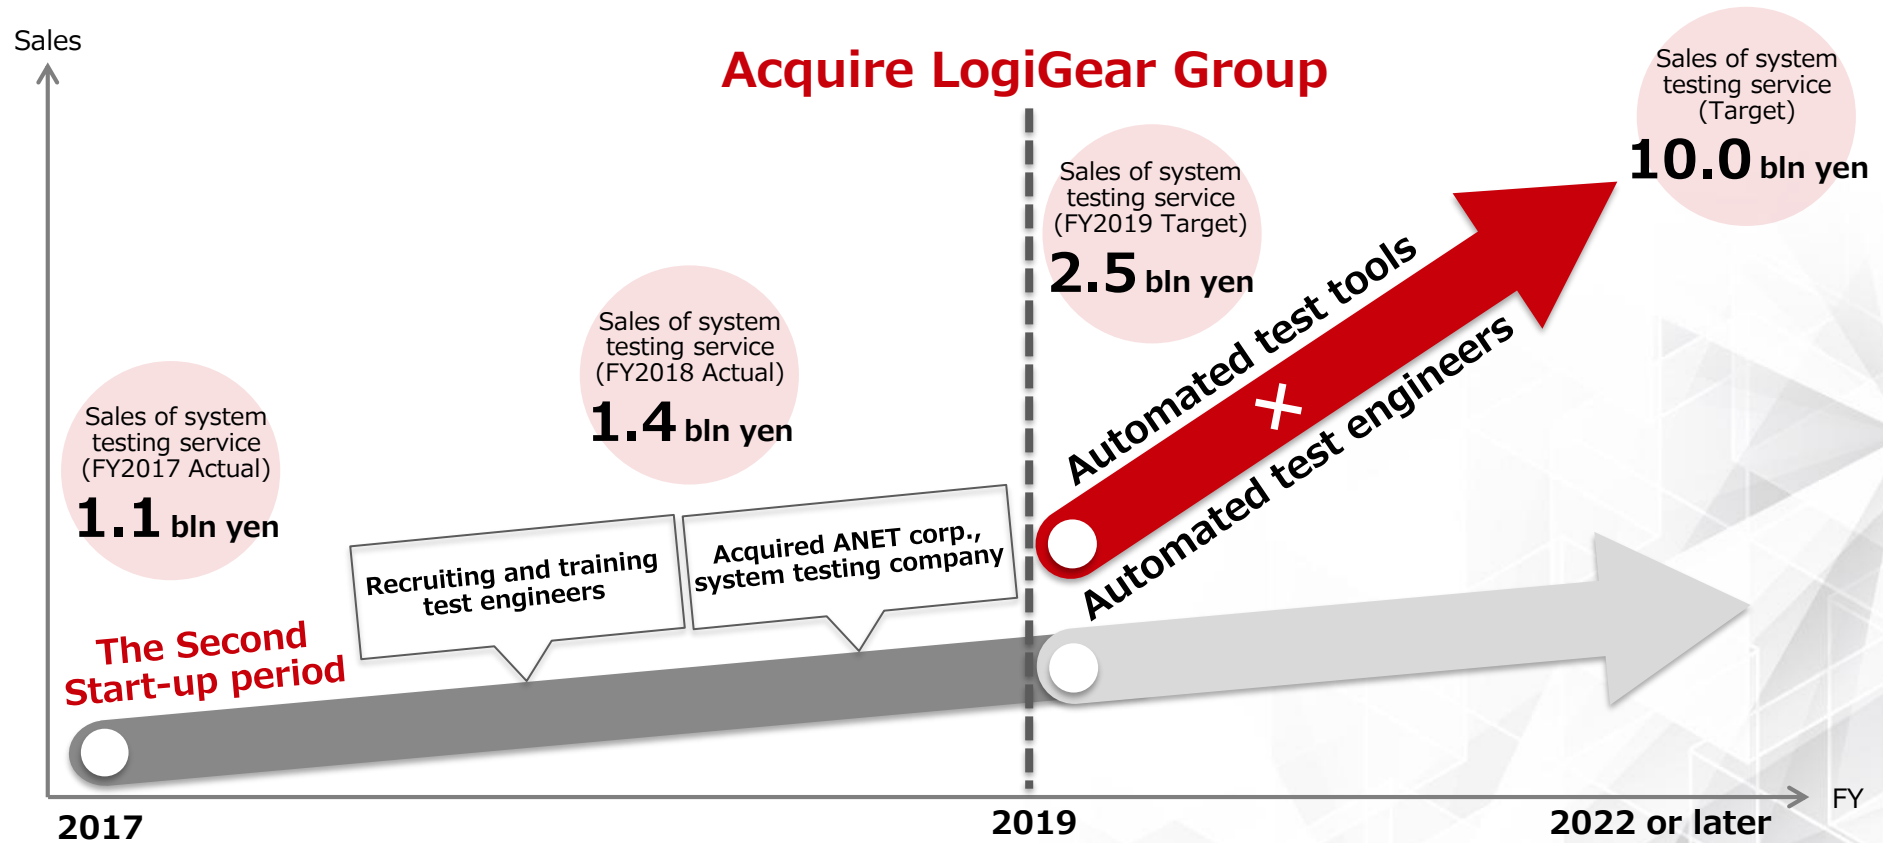 Sales
Acquire LogiGear Group
Sales of system
testing service
(Target)
10.0 bln yen
Sales of system
testing service
(FY2019 Target)
2.5 bln yen
Sales of system
testing service
(FY2018 Actual)
1.4 bln yen
Sales of system
testing service
(FY2017 Actual)
1.1 bln yen
Automated test tools
×
Automated test engineers
Recruiting and training
test engineers
Acquired ANET corp.,
system testing company
The Second
Start-up period
FY
2017
2019
2022 or later